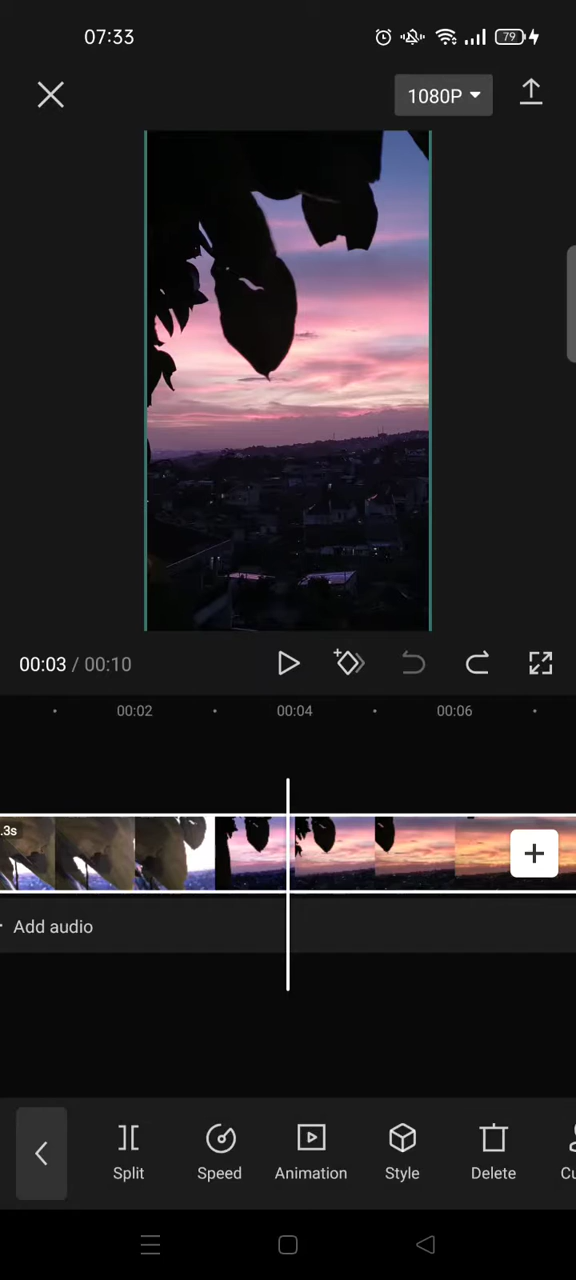 07:33
79
1080P
00:03 / 00:10
00:02
00:04
00:06
.3s
Add audio
Split
Speed
Animation
Style
Delete
Cu